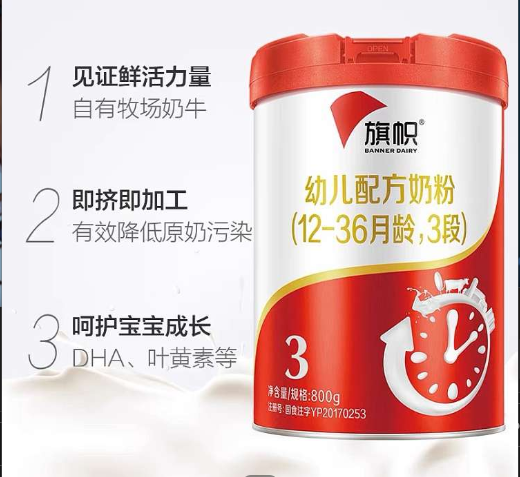 1
见证鲜活力量
自有牧场奶牛
2
即挤即加工
有效降低原奶污染
3
呵护宝宝成长
DHA、叶黄素等
OPEN
旗帜®
BANNER DAIRY
幼儿配方奶粉
(12-36月龄,3段)
3
净含量/规格:800g
注册号:国食注字YP20170253